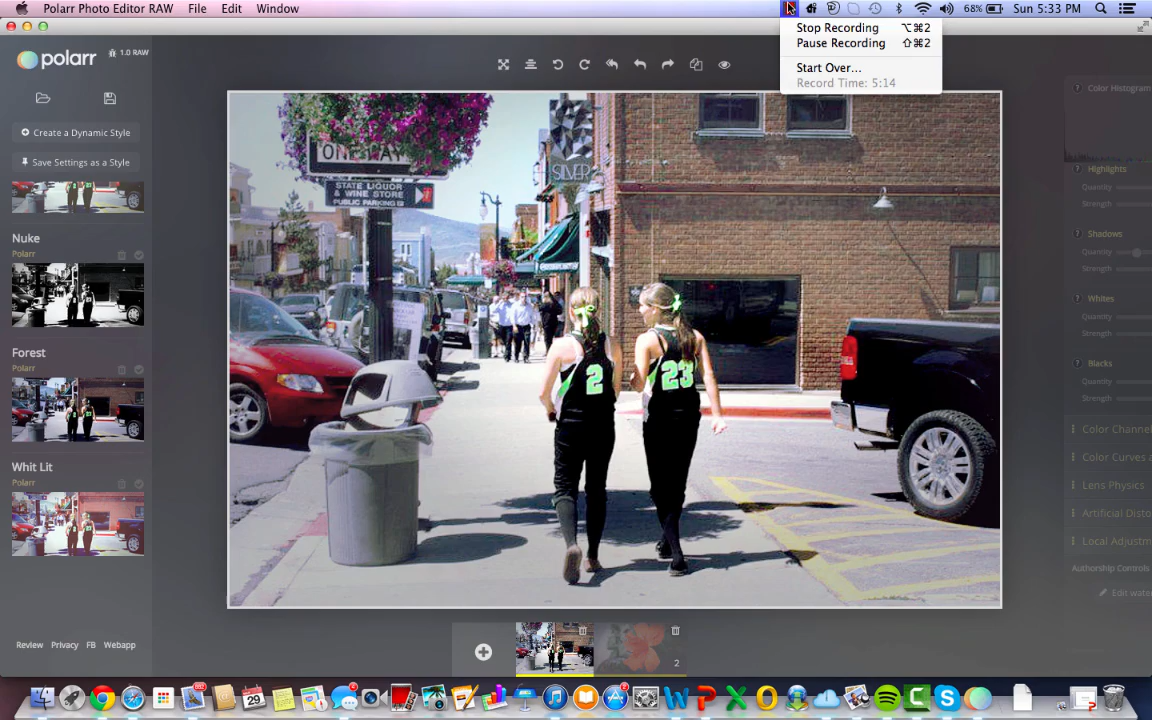 Polarr Photo Editor RAW File Edit Window 68% Sun 5:33 PM
Stop Recording ⌥⌘2
Pause Recording ⇧⌘2
Start Over...
Record Time: 5:14
polarr 1.0 RAW
Create a Dynamic Style
Save Settings as a Style
Nuke
Polarr
Forest
Polarr
Whit Lit
Polarr
Review Privacy FB Webapp
STATE LIQUOR
& WINE STORE
PUBLIC PARKING
SILVER
2
23
2
Color Histogram
Highlights
Quantity
Strength
Shadows
Quantity
Strength
Whites
Quantity
Strength
Blacks
Quantity
Strength
Color Channe
Color Curves a
Lens Physics
Artificial Disto
Local Adjustm
Authorship Controls
Edit wate
29